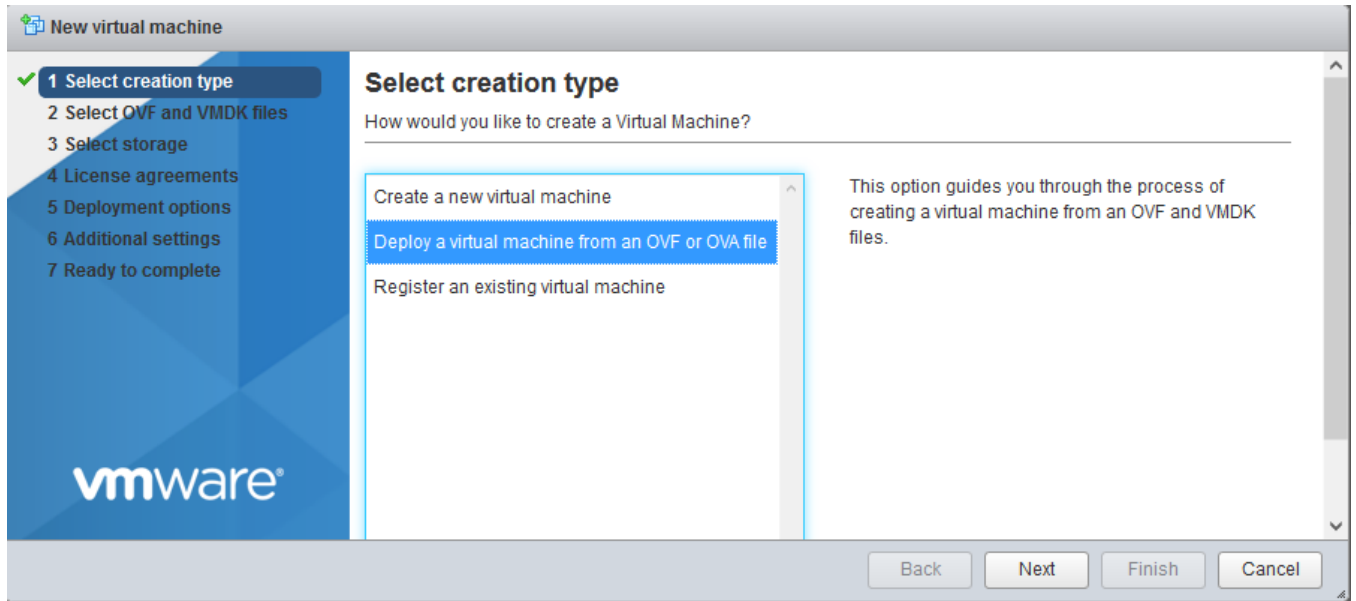 New virtual machine
1 Select creation type
2 Select OVF and VMDK files
3 Select storage
4 License agreements
5 Deployment options
6 Additional settings
7 Ready to complete
vmware®
Select creation type
How would you like to create a Virtual Machine?
Create a new virtual machine
Deploy a virtual machine from an OVF or OVA file
Register an existing virtual machine
This option guides you through the process of
creating a virtual machine from an OVF and VMDK
files.
Back
Next
Finish
Cancel